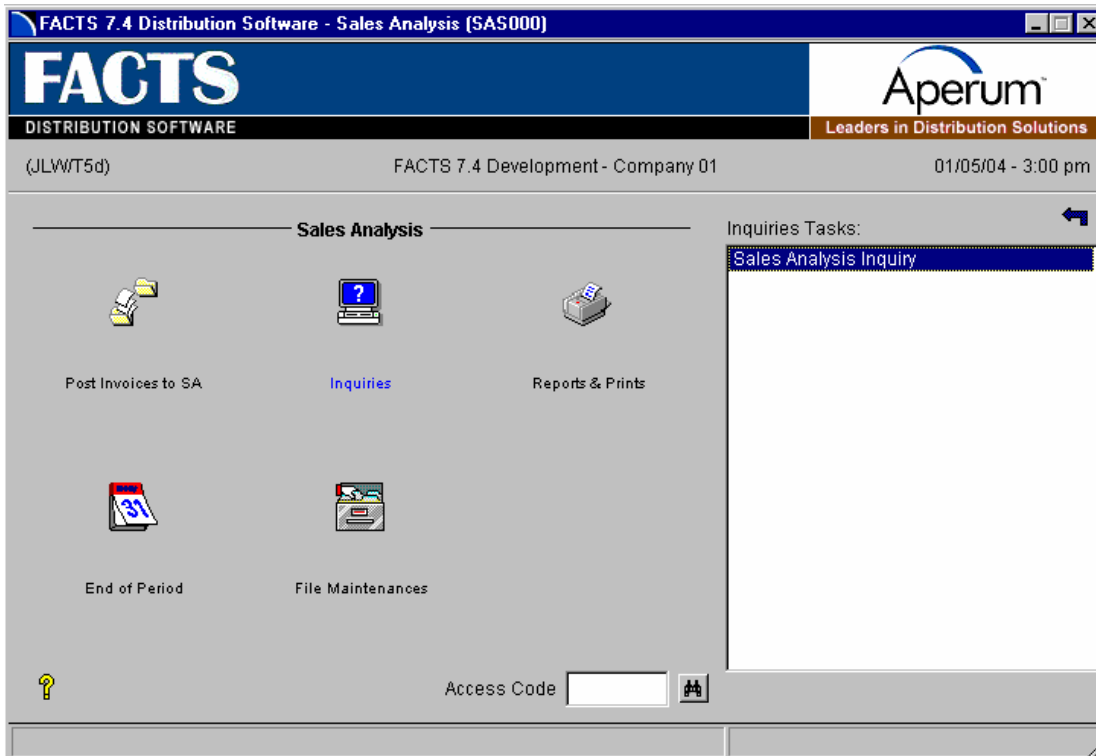 FACTS 7.4 Distribution Software - Sales Analysis (SAS000)
FACTS
DISTRIBUTION SOFTWARE
Aperum™
Leaders in Distribution Solutions
(JLW/T5d)
FACTS 7.4 Development - Company 01
01/05/04 - 3:00 pm
Sales Analysis
Inquiries Tasks:
Sales Analysis Inquiry
?
Post Invoices to SA
Inquiries
Reports & Prints
31
End of Period
File Maintenances
?
Access Code